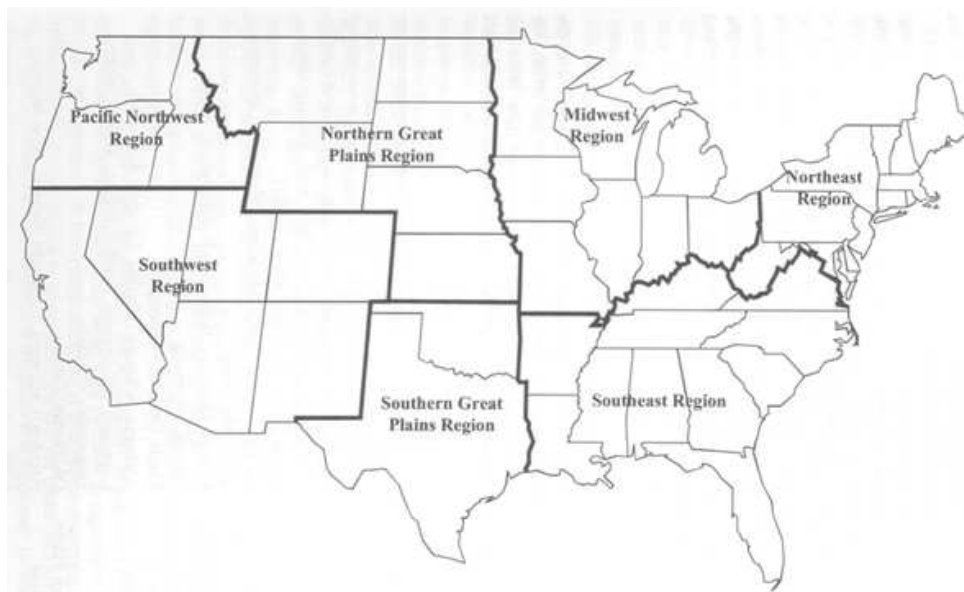 Pacific Northwest
Region
Northern Great
Plains Region
Midwest
Region
Northeast
Region
Southwest
Region
Southern Great
Plains Region
Southeast Region